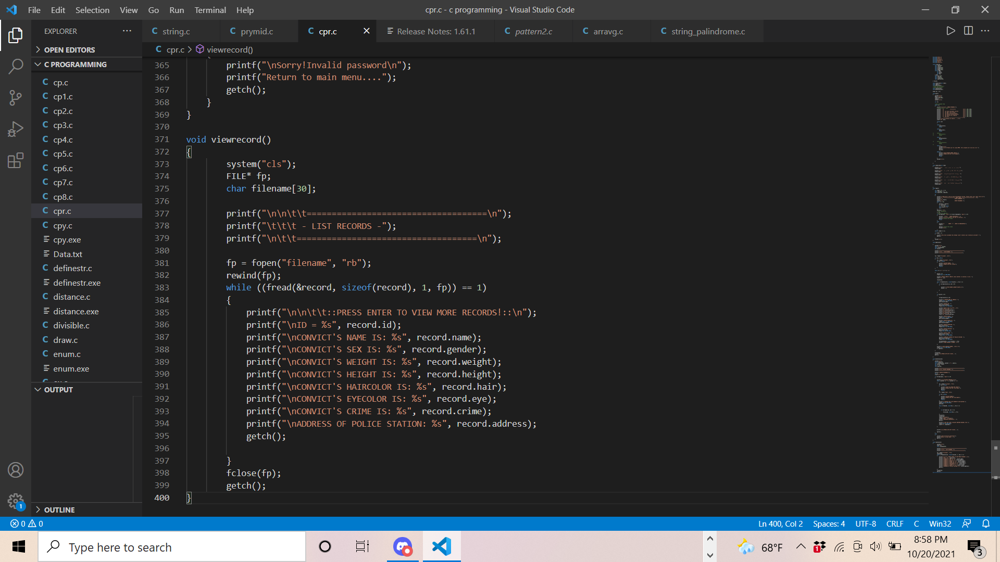 File Edit Selection View Go Run Terminal Help
cpr.c - c programming - Visual Studio Code
EXPLORER
string.c
prymid.c
cpr.c
Release Notes: 1.61.1
pattern2.c
arravg.c
string_palindrome.c
OPEN EDITORS
C PROGRAMMING
cp.c
cp1.c
cp2.c
cp3.c
cp4.c
cp5.c
cp6.c
cp7.c
cp8.c
cpr.c
cpy.c
cpy.exe
Data.txt
definestr.c
definestr.exe
distance.c
distance.exe
divisible.c
draw.c
enum.c
enum.exe
OUTPUT
OUTLINE
cpr.c > viewrecord()
365 printf("\nSorry!Invalid password\n");
366 printf("Return to main menu....");
367 getch();
368 }
369 }
370
371 void viewrecord()
372 {
373 system("cls");
374 FILE* fp;
375 char filename[30];
376
377 printf("\n\n\t\t====================================\n");
378 printf("\t\t\t - LIST RECORDS -");
379 printf("\n\t\t====================================\n");
380
381 fp = fopen("filename", "rb");
382 rewind(fp);
383 while ((fread(&record, sizeof(record), 1, fp)) == 1)
384 {
385 printf("\n\n\t\t::PRESS ENTER TO VIEW MORE RECORDS!::\n");
386 printf("\nID = %s", record.id);
387 printf("\nCONVICT'S NAME IS: %s", record.name);
388 printf("\nCONVICT'S SEX IS: %s", record.gender);
389 printf("\nCONVICT'S WEIGHT IS: %s", record.weight);
390 printf("\nCONVICT'S HEIGHT IS: %s", record.height);
391 printf("\nCONVICT'S HAIRCOLOR IS: %s", record.hair);
392 printf("\nCONVICT'S EYECOLOR IS: %s", record.eye);
393 printf("\nCONVICT'S CRIME IS: %s", record.crime);
394 printf("\nADDRESS OF POLICE STATION: %s", record.address);
395 getch();
396
397 }
398 fclose(fp);
399 getch();
400 }
0 0
Ln 400, Col 2 Spaces: 4 UTF-8 CRLF C Win32
1
Type here to search
68°F
1
8:58 PM
10/20/2021
3